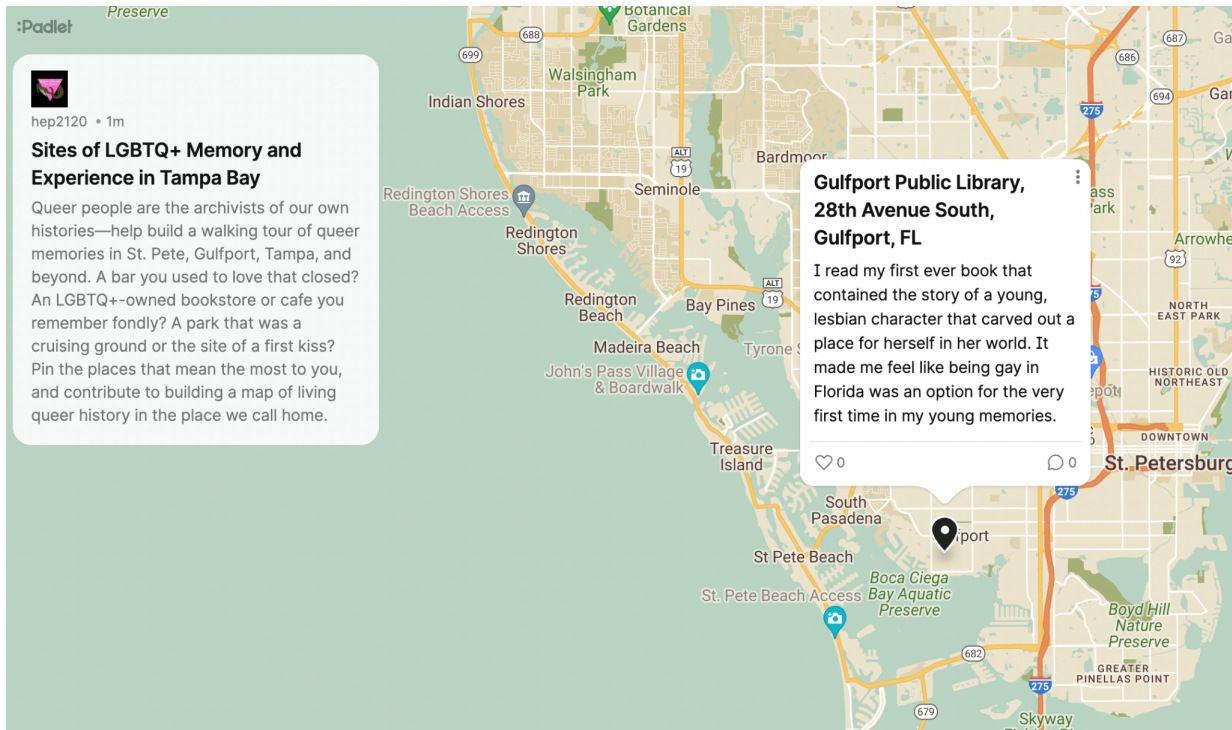 :Padlet
hep2120 • 1m
Sites of LGBTQ+ Memory and
Experience in Tampa Bay
Queer people are the archivists of our own
histories—help build a walking tour of queer
memories in St. Pete, Gulfport, Tampa, and
beyond. A bar you used to love that closed?
An LGBTQ+-owned bookstore or cafe you
remember fondly? A park that was a
cruising ground or the site of a first kiss?
Pin the places that mean the most to you,
and contribute to building a map of living
queer history in the place we call home.
Gulfport Public Library,
28th Avenue South,
Gulfport, FL
I read my first ever book that
contained the story of a young,
lesbian character that carved out a
place for herself in her world. It
made me feel like being gay in
Florida was an option for the very
first time in my young memories.
0
0
Preserve
Botanical
Gardens
688
699
687
686
694
Walsingham
Park
Indian Shores
275
ALT
19
Bardmoor
Seminole
Redington Shores
Beach Access
Redington
Shores
92
ALT
19
Redington
Beach
Bay Pines
NORTH
EAST PARK
Madeira Beach
John's Pass Village
& Boardwalk
HISTORIC OLD
NORTHEAST
Treasure
Island
DOWNTOWN
St. Petersburg
275
South
Pasadena
St Pete Beach
St. Pete Beach Access
Boca Ciega
Bay Aquatic
Preserve
Boyd Hill
Nature
Preserve
682
GREATER
PINELLAS POINT
275
679
Skyway